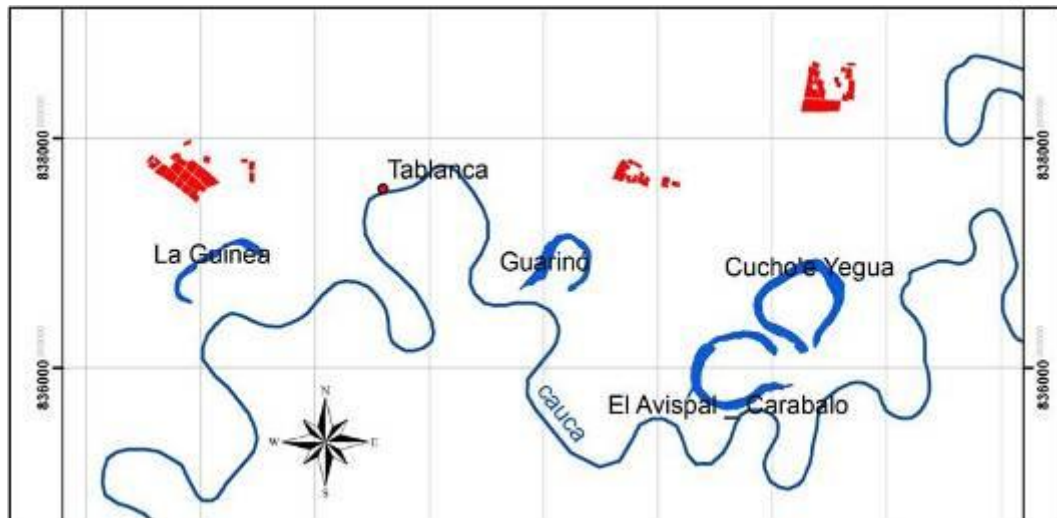 838000
838000
Tablanca
La Guinea
Guarinó
Cucho'e Yegua
836000
836000
cauca
El Avispal _ Carabalo
N
W
E
S